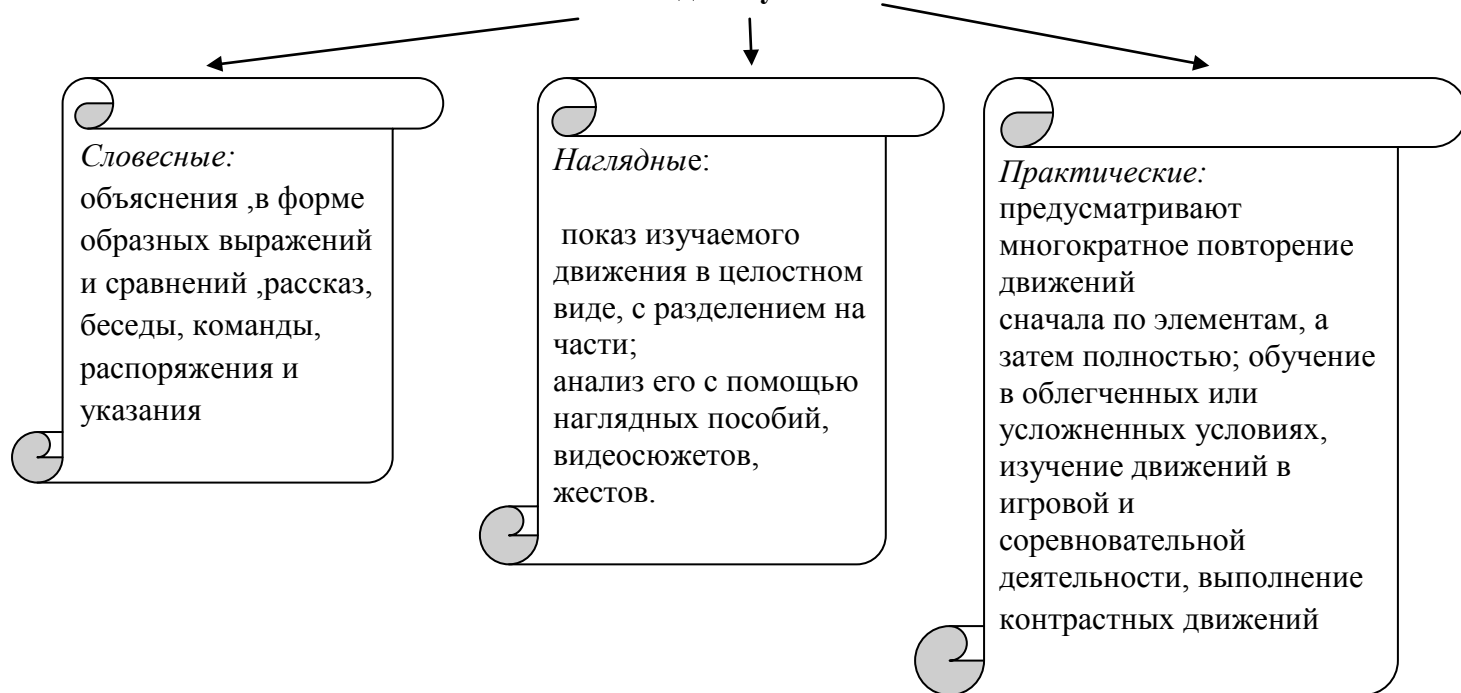 Словесные:
объяснения ,в форме
образных выражений
и сравнений ,рассказ,
беседы, команды,
распоряжения и
указания
Наглядные:
показ изучаемого
движения в целостном
виде, с разделением на
части;
анализ его с помощью
наглядных пособий,
видеосюжетов,
жестов.
Практические:
предусматривают
многократное повторение
движений
сначала по элементам, а
затем полностью; обучение
в облегченных или
усложненных условиях,
изучение движений в
игровой и
соревновательной
деятельности, выполнение
контрастных движений